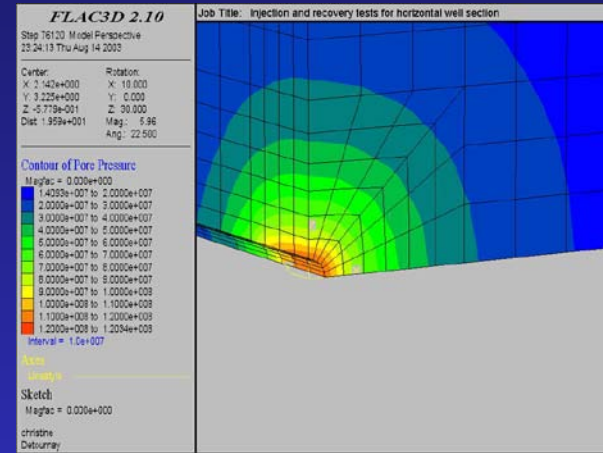 FLAC3D 2.10
Step 76120 Model Perspective
23:24:13 Thu Aug 14 2003
Center:
X: 2.142e+000
Y: 3.225e+000
Z: -5.779e-001
Dist: 1.959e+001
Rotation:
X: 10.000
Y: 0.000
Z: 30.000
Mag.: 5.96
Ang.: 22.500
Contour of Pore Pressure
Magfac = 0.000e+000
1.4093e+007 to 2.0000e+007
2.0000e+007 to 3.0000e+007
3.0000e+007 to 4.0000e+007
4.0000e+007 to 5.0000e+007
5.0000e+007 to 6.0000e+007
6.0000e+007 to 7.0000e+007
7.0000e+007 to 8.0000e+007
8.0000e+007 to 9.0000e+007
9.0000e+007 to 1.0000e+008
1.0000e+008 to 1.1000e+008
1.1000e+008 to 1.2000e+008
1.2000e+008 to 1.2034e+008
Interval = 1.0e+007
Axes
Linestyle
Sketch
Magfac = 0.000e+000
christine
Detournay
Job Title: Injection and recovery tests for horizontal well section